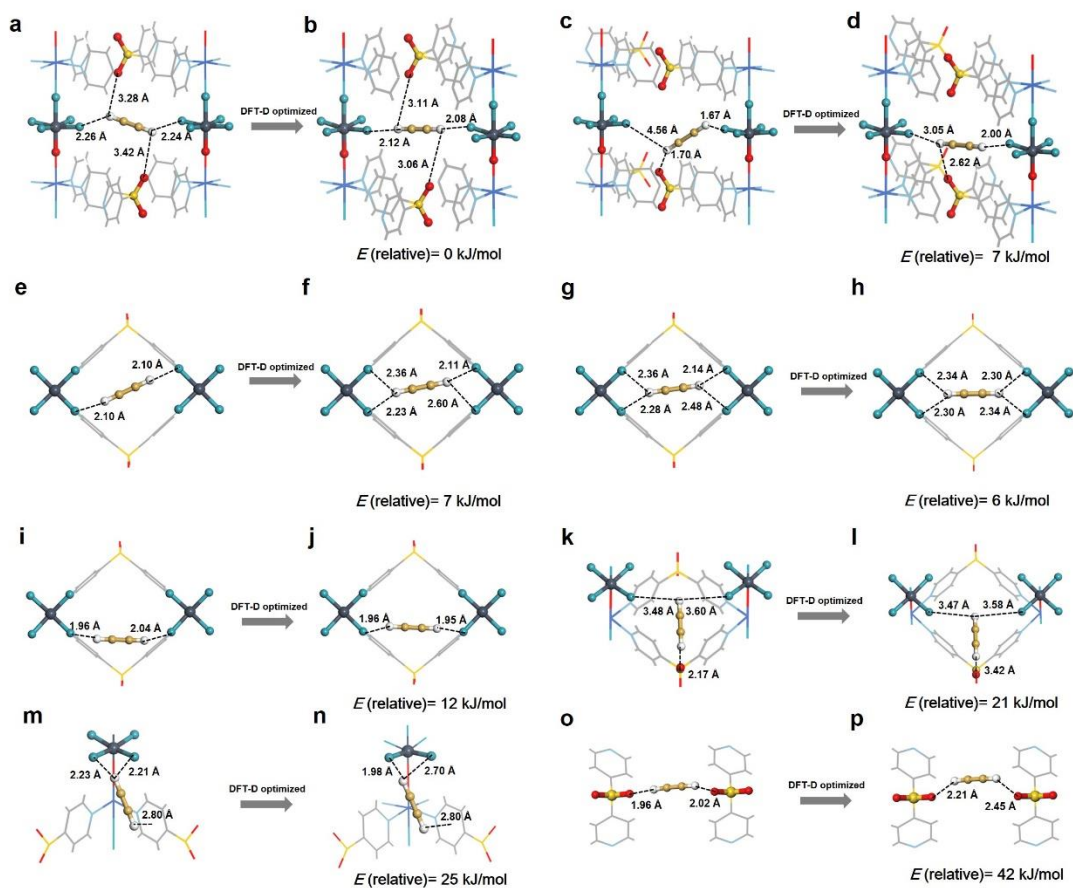 a
b
c
d
3.28 Å
2.26 Å
2.24 Å
3.42 Å
DFT-D optimized
3.11 Å
2.08 Å
2.12 Å
3.06 Å
E (relative)= 0 kJ/mol
1.67 Å
4.56 Å
1.70 Å
DFT-D optimized
3.05 Å
2.00 Å
2.62 Å
E (relative)= 7 kJ/mol
e
f
g
h
2.10 Å
2.10 Å
DFT-D optimized
2.36 Å
2.11 Å
2.23 Å
2.60 Å
E (relative)= 7 kJ/mol
2.36 Å
2.14 Å
2.28 Å
2.48 Å
DFT-D optimized
2.34 Å
2.30 Å
2.30 Å
2.34 Å
E (relative)= 6 kJ/mol
i
j
k
l
1.96 Å
2.04 Å
DFT-D optimized
1.96 Å
1.95 Å
E (relative)= 12 kJ/mol
3.48 Å
3.60 Å
2.17 Å
DFT-D optimized
3.47 Å
3.58 Å
3.42 Å
E (relative)= 21 kJ/mol
m
n
o
p
2.23 Å
2.21 Å
2.80 Å
DFT-D optimized
1.98 Å
2.70 Å
2.80 Å
E (relative)= 25 kJ/mol
1.96 Å
2.02 Å
DFT-D optimized
2.21 Å
2.45 Å
E (relative)= 42 kJ/mol